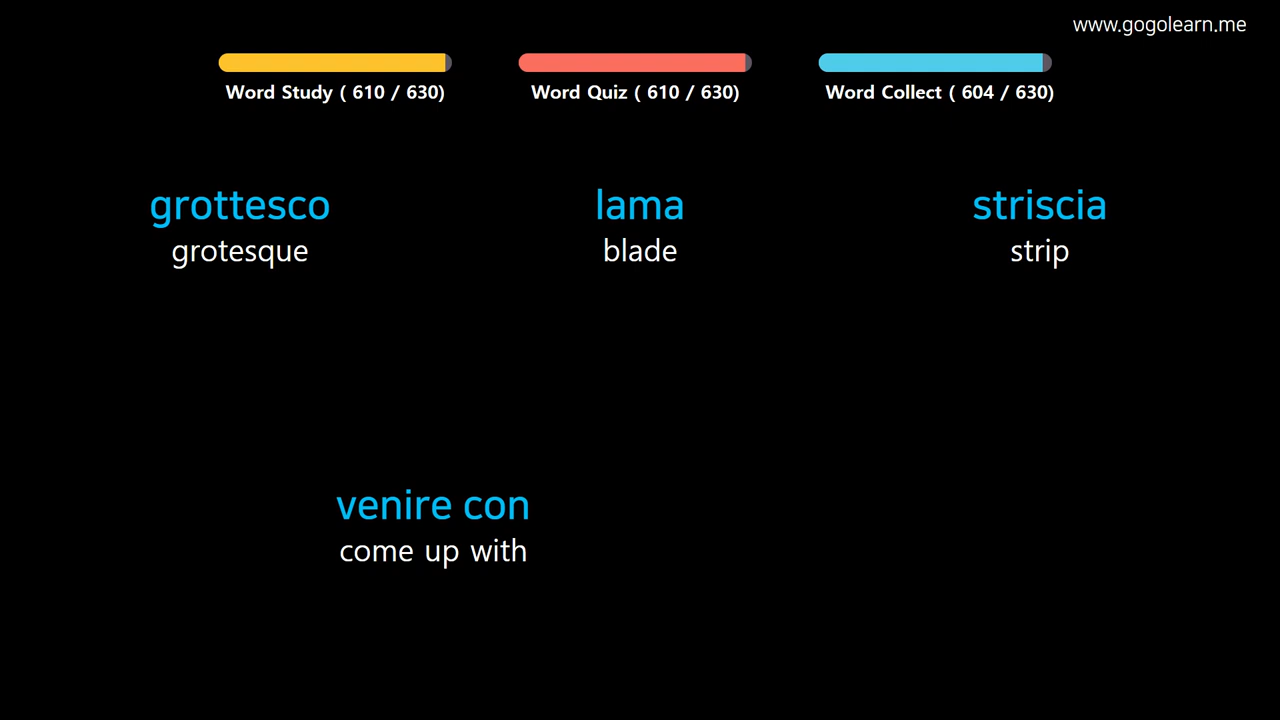 www.gogolearn.me
Word Study ( 610 / 630)
Word Quiz ( 610 / 630)
Word Collect ( 604 / 630)
grottesco
grotesque
lama
blade
striscia
strip
venire con
come up with